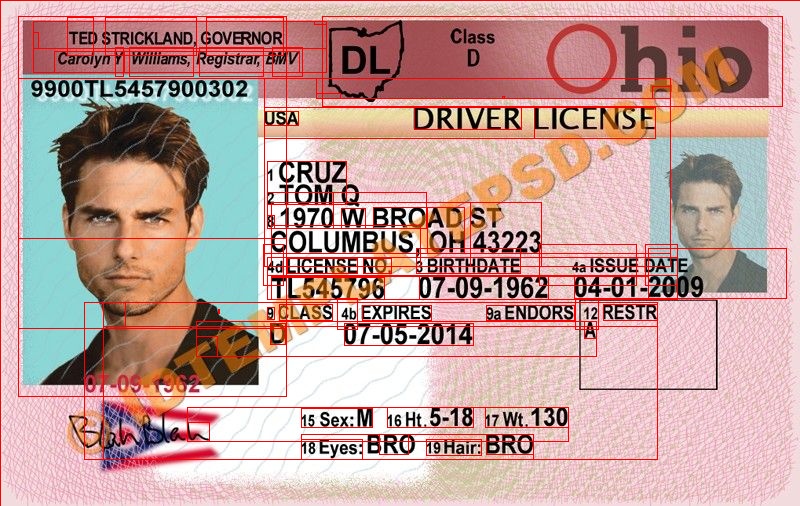 TED STRICKLAND, GOVERNOR
Carolyn Y Williams, Registrar, BMV
DL
Class
D
Ohio
9900TL5457900302
USA
DRIVER LICENSE
1 CRUZ
2 TOM Q
8 1970 W BROAD ST
COLUMBUS, OH 43223
4d LICENSE NO. 3 BIRTHDATE 4a ISSUE DATE
TL545796 07-09-1962 04-01-2009
9 CLASS 4b EXPIRES 9a ENDORS 12 RESTR
D 07-05-2014 A
07-09-1962
BlahBlah
15 Sex:M 16 Ht. 5-18 17 Wt. 130
18 Eyes: BRO 19 Hair: BRO